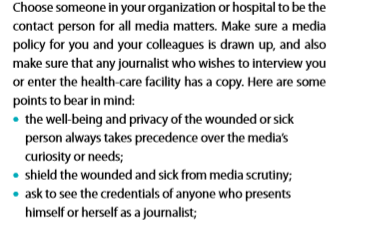 Choose someone in your organization or hospital to be the
contact person for all media matters. Make sure a media
policy for you and your colleagues is drawn up, and also
make sure that any journalist who wishes to interview you
or enter the health-care facility has a copy. Here are some
points to bear in mind:
• the well-being and privacy of the wounded or sick
person always takes precedence over the media's
curiosity or needs;
• shield the wounded and sick from media scrutiny;
• ask to see the credentials of anyone who presents
himself or herself as a journalist;